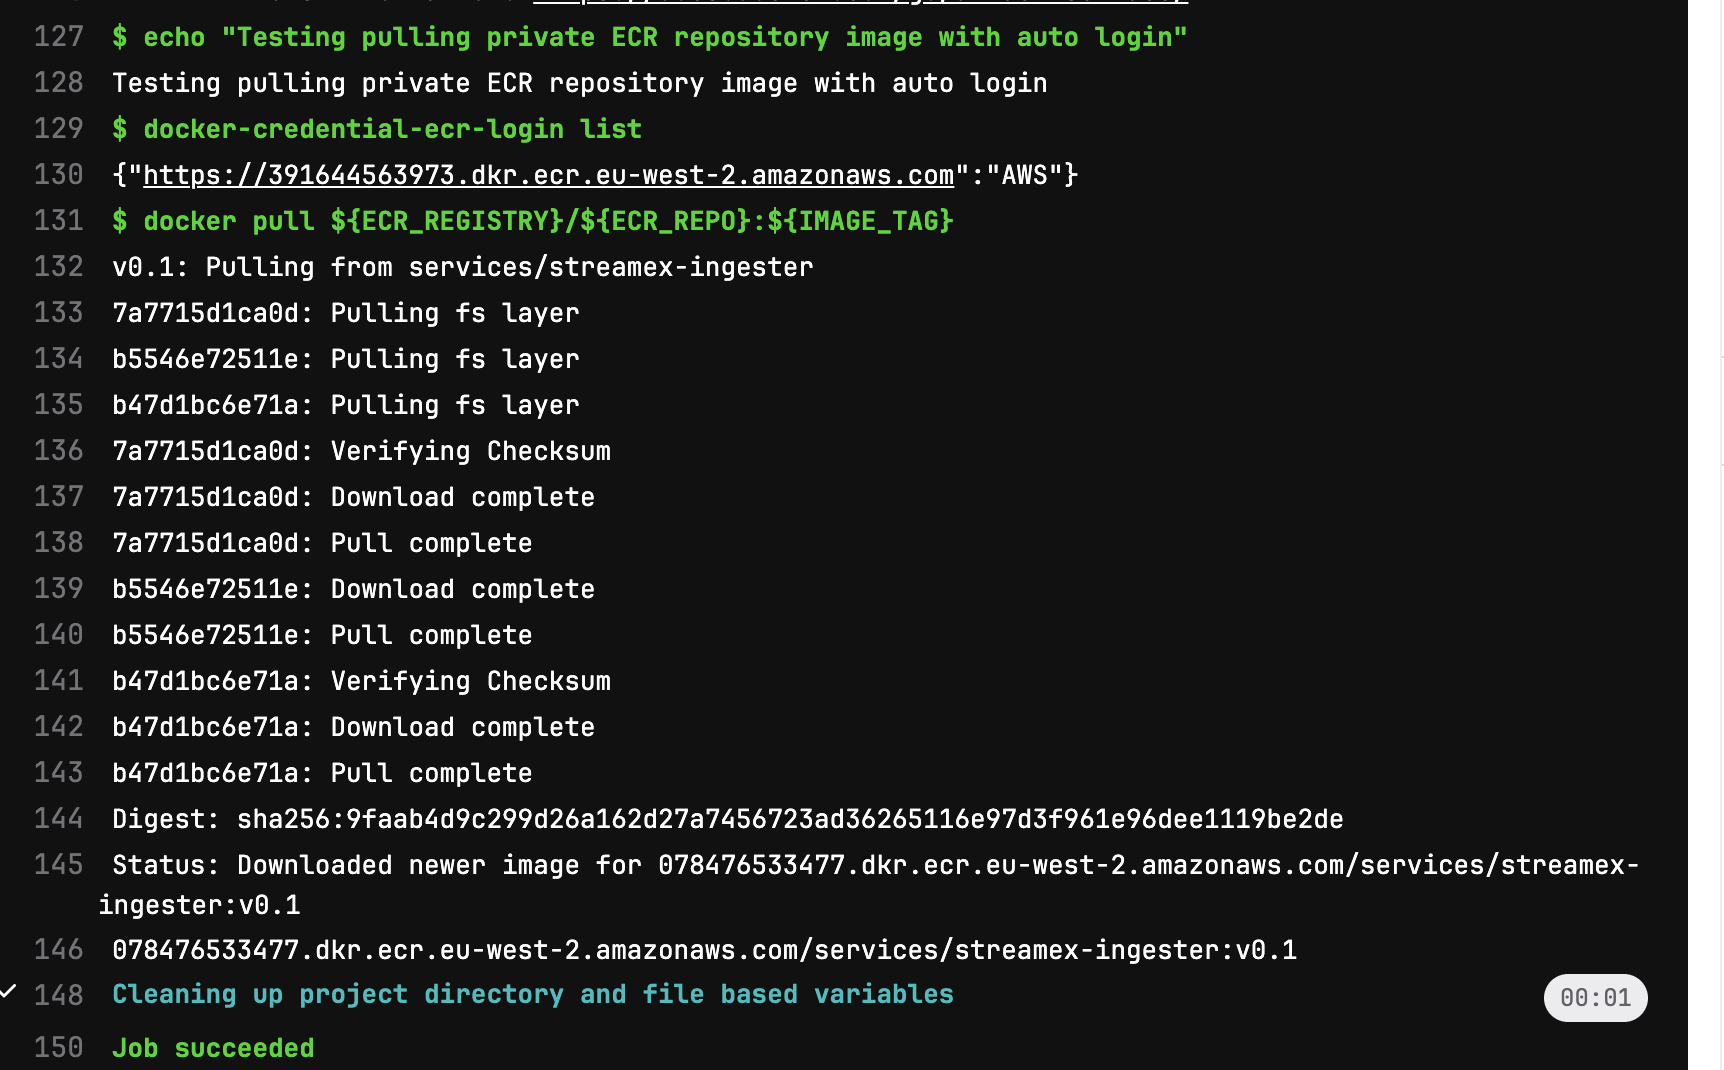 127 $ echo "Testing pulling private ECR repository image with auto login"
128 Testing pulling private ECR repository image with auto login
129 $ docker-credential-ecr-login list
130 {"https://391644563973.dkr.ecr.eu-west-2.amazonaws.com":"AWS"}
131 $ docker pull ${ECR_REGISTRY}/${ECR_REPO}:${IMAGE_TAG}
132 v0.1: Pulling from services/streamex-ingester
133 7a7715d1ca0d: Pulling fs layer
134 b5546e72511e: Pulling fs layer
135 b47d1bc6e71a: Pulling fs layer
136 7a7715d1ca0d: Verifying Checksum
137 7a7715d1ca0d: Download complete
138 7a7715d1ca0d: Pull complete
139 b5546e72511e: Download complete
140 b5546e72511e: Pull complete
141 b47d1bc6e71a: Verifying Checksum
142 b47d1bc6e71a: Download complete
143 b47d1bc6e71a: Pull complete
144 Digest: sha256:9faab4d9c299d26a162d27a7456723ad36265116e97d3f961e96dee1119be2de
145 Status: Downloaded newer image for 078476533477.dkr.ecr.eu-west-2.amazonaws.com/services/streamex-
ingester:v0.1
146 078476533477.dkr.ecr.eu-west-2.amazonaws.com/services/streamex-ingester:v0.1
148 Cleaning up project directory and file based variables 00:01
150 Job succeeded